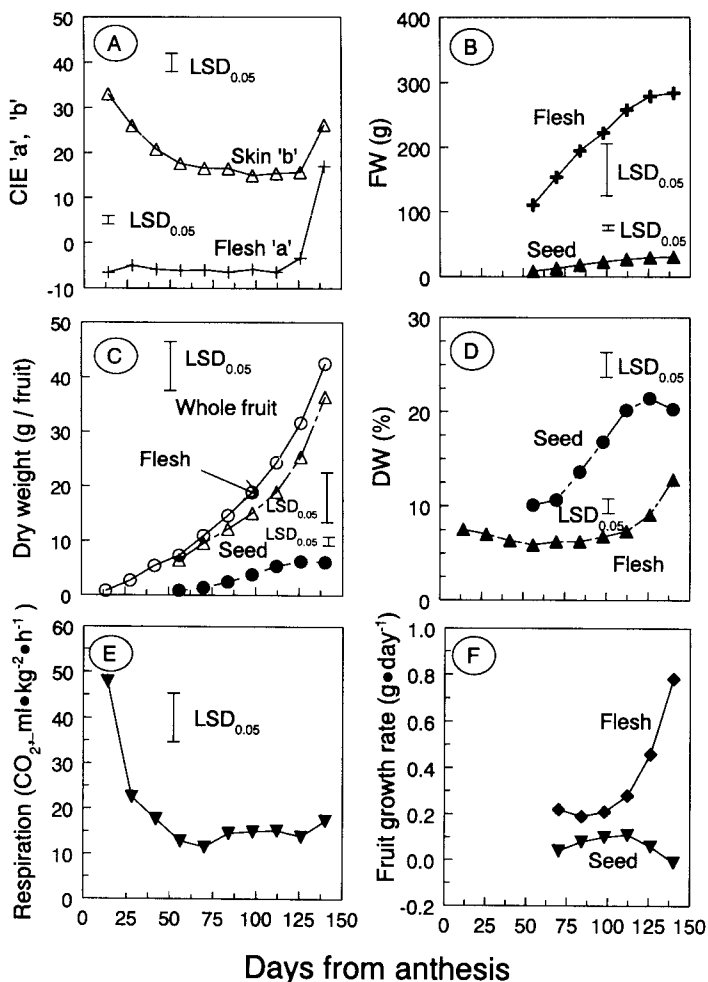 A
CIE 'a', 'b'
50
40
30
20
10
0
-10
LSD0.05
Skin 'b'
LSD0.05
Flesh 'a'
B
FW (g)
400
300
200
100
0
Flesh
LSD0.05
LSD0.05
Seed
C
Dry weight (g / fruit)
50
40
30
20
10
0
LSD0.05
Whole fruit
Flesh
LSD0.05
LSD0.05
Seed
D
DW (%)
30
20
10
0
LSD0.05
Seed
LSD0.05
Flesh
E
Respiration (CO2, ml•kg-2•h-1)
60
50
40
30
20
10
0
LSD0.05
0 25 50 75 100 125 150
F
Fruit growth rate (g•day-1)
1.0
0.8
0.6
0.4
0.2
0.0
-0.2
Flesh
Seed
0 25 50 75 100 125 150
Days from anthesis